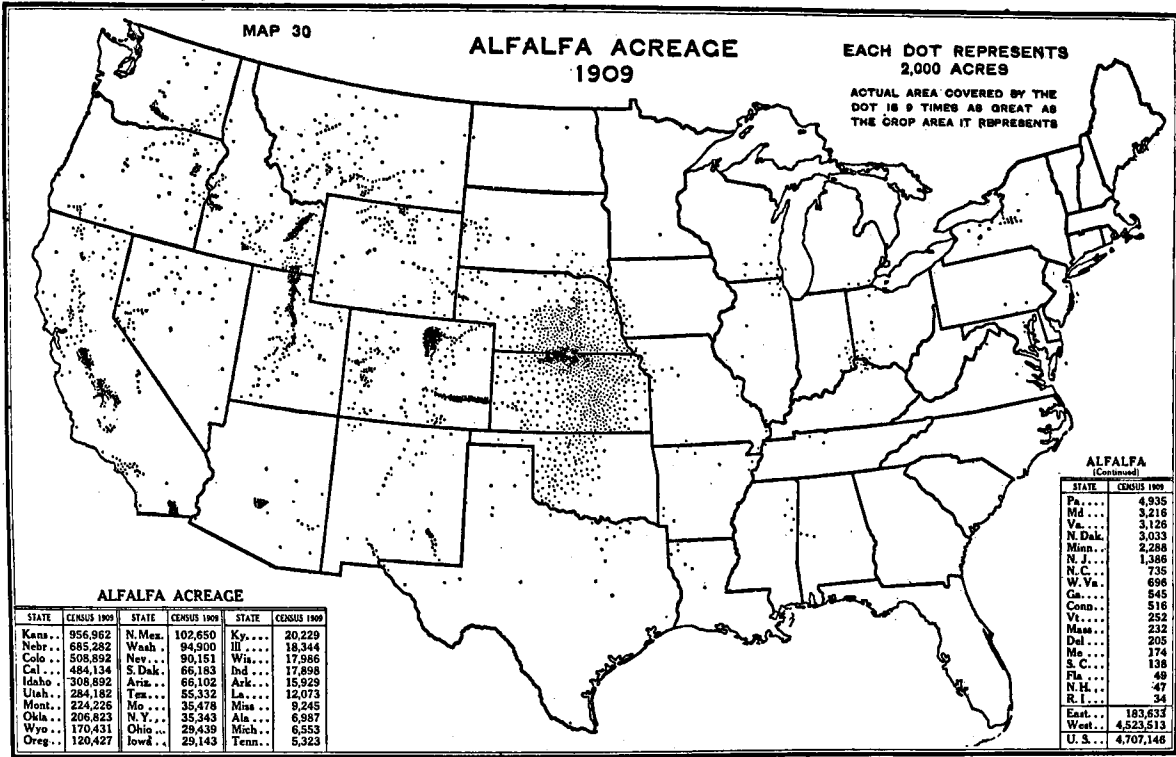 MAP 30
ALFALFA ACREAGE
1909
EACH DOT REPRESENTS
2,000 ACRES
ACTUAL AREA COVERED BY THE
DOT IS 9 TIMES AS GREAT AS
THE CROP AREA IT REPRESENTS
ALFALFA ACREAGE
STATE CENSUS 1909 STATE CENSUS 1909 STATE CENSUS 1909
Kans.. 956,962 N. Mex. 102,650 Ky.... 20,229
Nebr.. 685,282 Wash.. 94,900 Ill.... 18,344
Colo.. 508,892 Nev... 90,151 Wis... 17,986
Cal... 484,134 S. Dak. 66,183 Ind... 17,898
Idaho. 308,892 Ariz... 66,102 Ark... 15,929
Utah.. 284,182 Tex... 55,332 La.... 12,073
Mont.. 224,226 Mo... 35,478 Miss.. 9,245
Okla.. 206,823 N. Y... 35,343 Ala... 6,987
Wyo.. 170,431 Ohio... 29,439 Mich.. 6,553
Oreg.. 120,427 Iowa.. 29,143 Tenn.. 5,323
ALFALFA
(Continued)
STATE CENSUS 1909
Pa.... 4,935
Md.... 3,216
Va.... 3,126
N. Dak. 3,033
Minn.. 2,288
N. J... 1,386
N. C... 735
W. Va.. 698
Ga.... 545
Conn.. 516
Vt.... 252
Mass.. 232
Del... 205
Me... 174
S. C... 138
Fla... 49
N. H... 47
R. I... 34
East... 183,633
West.. 4,523,513
U. S... 4,707,146